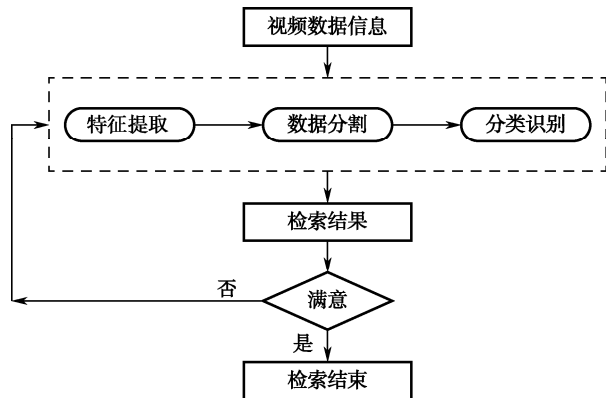 视频数据信息
特征提取
数据分割
分类识别
检索结果
满意
否
是
检索结束